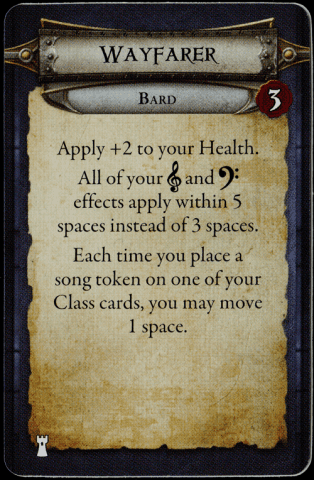 WAYFARER
BARD
3
Apply +2 to your Health.
All of your 𝄞 and 𝄢
effects apply within 5
spaces instead of 3 spaces.
Each time you place a
song token on one of your
Class cards, you may move
1 space.